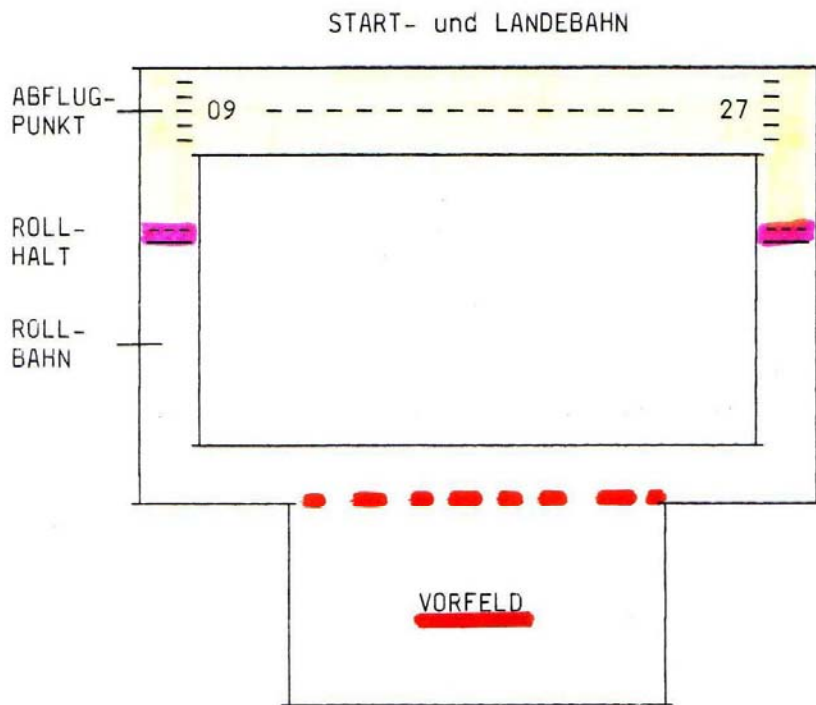 START- und LANDEBAHN
ABFLUG-
PUNKT
09
27
ROLL-
HALT
ROLL-
BAHN
VORFELD